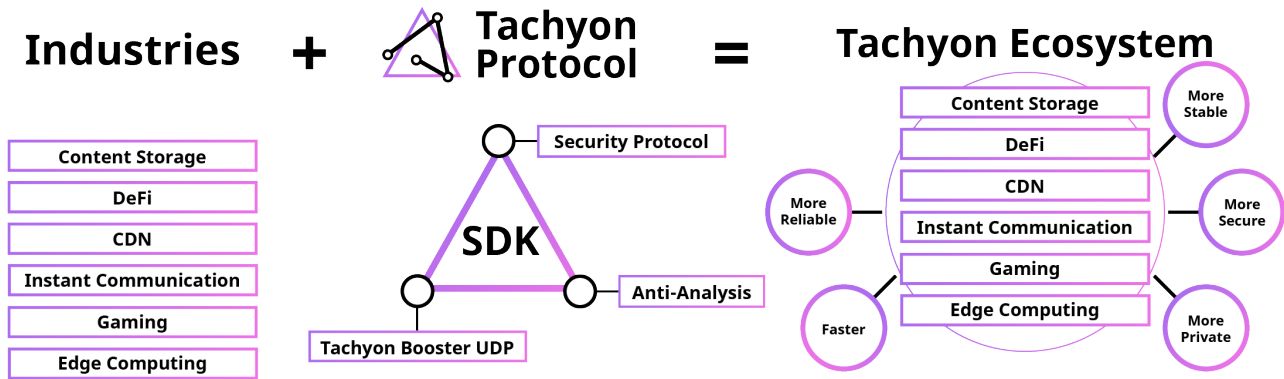 Industries
+
Tachyon
Protocol
=
Tachyon Ecosystem
Content Storage
DeFi
CDN
Instant Communication
Gaming
Edge Computing
Security Protocol
SDK
Anti-Analysis
Tachyon Booster UDP
Content Storage
DeFi
CDN
Instant Communication
Gaming
Edge Computing
More
Stable
More
Reliable
More
Secure
Faster
More
Private